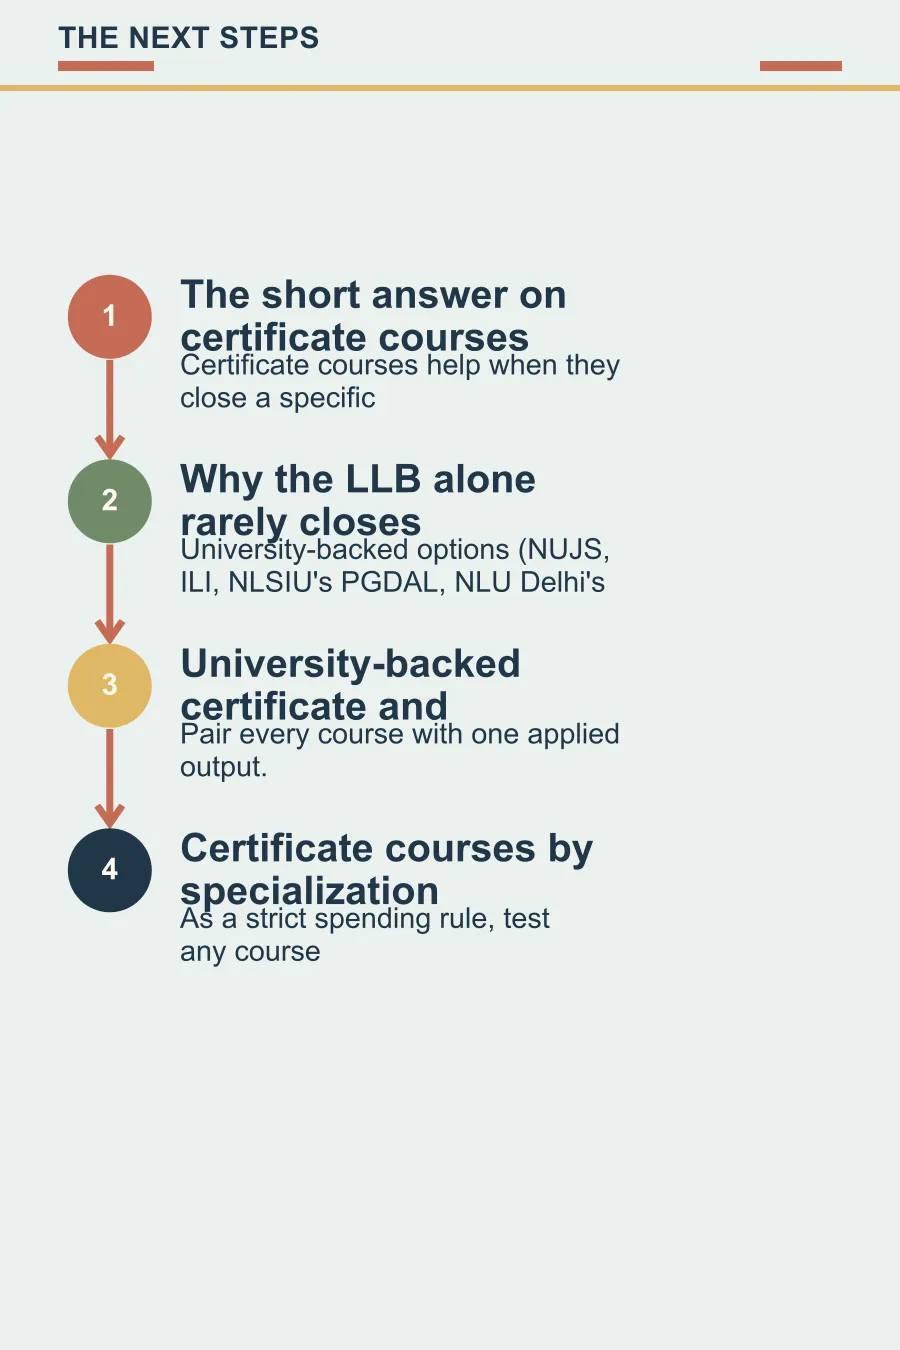 THE NEXT STEPS
1
The short answer on
certificate courses
Certificate courses help when they
close a specific
2
Why the LLB alone
rarely closes
University-backed options (NUJS,
ILI, NLSIU's PGDAL, NLU Delhi's
3
University-backed
certificate and
Pair every course with one applied
output.
4
Certificate courses by
specialization
As a strict spending rule, test
any course